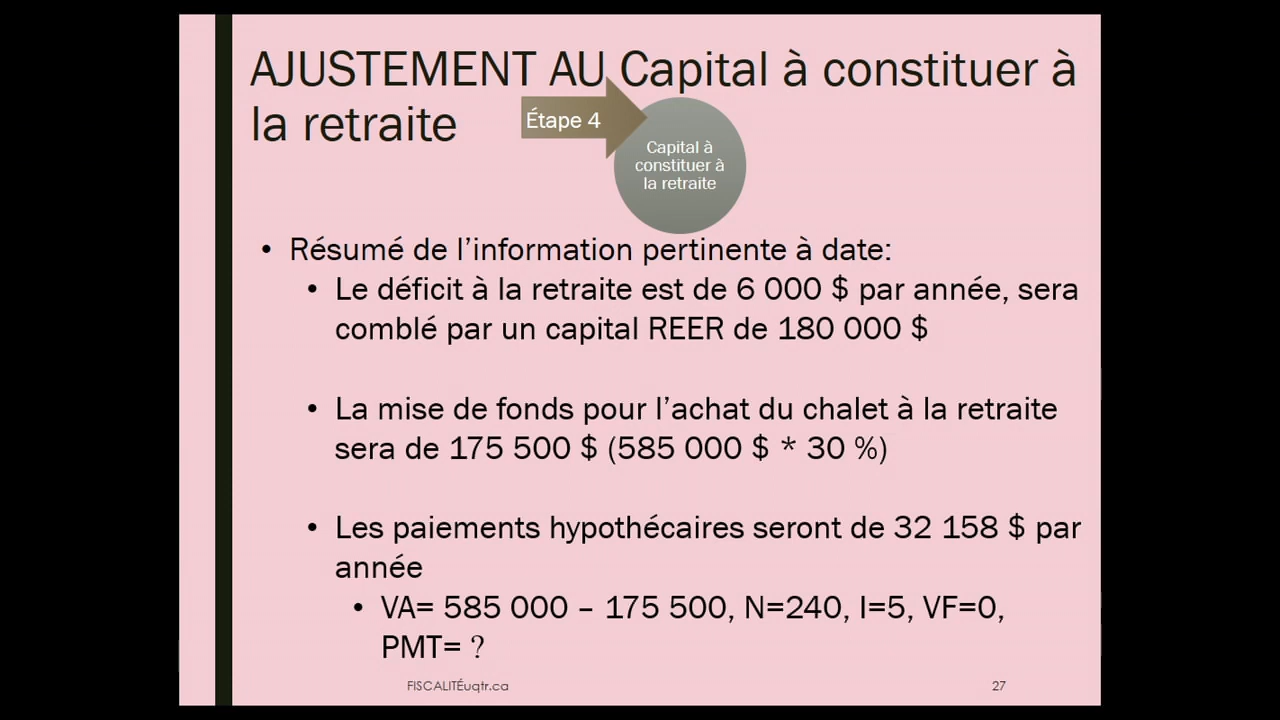 AJUSTEMENT AU Capital à constituer à
la retraite
Étape 4
Capital à
constituer à
la retraite
• Résumé de l’information pertinente à date:
• Le déficit à la retraite est de 6 000 $ par année, sera
comblé par un capital REER de 180 000 $
• La mise de fonds pour l’achat du chalet à la retraite
sera de 175 500 $ (585 000 $ * 30 %)
• Les paiements hypothécaires seront de 32 158 $ par
année
• VA= 585 000 – 175 500, N=240, I=5, VF=0,
PMT= ?
FISCALITÉuqtr.ca
27